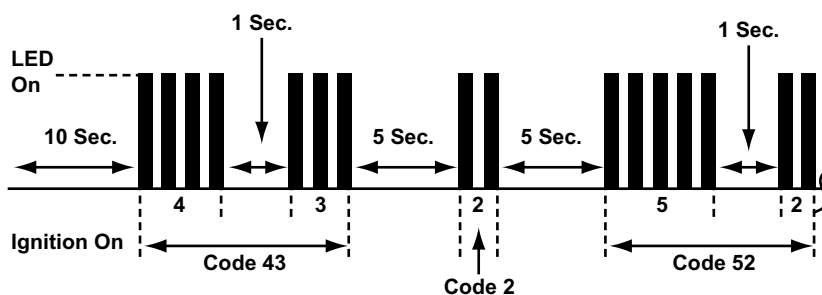 1 Sec.
1 Sec.
LED
On
10 Sec.
5 Sec.
5 Sec.
4
3
2
5
2
Ignition On
Code 43
Code 52
Code 2